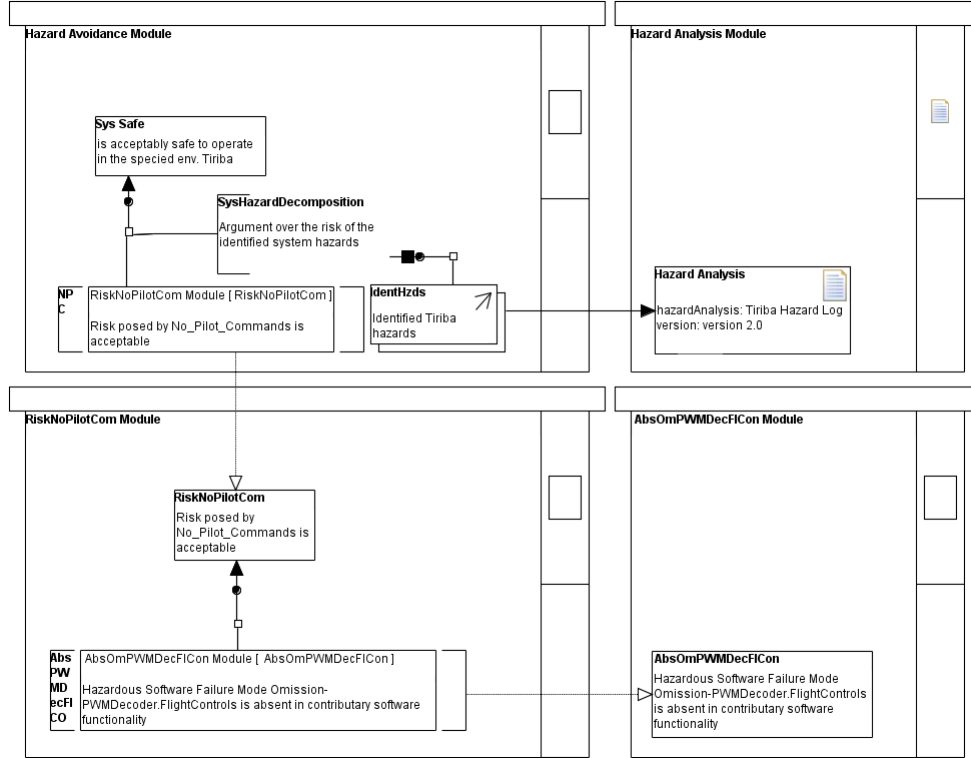 Hazard Avoidance Module
Sys Safe
is acceptably safe to operate
in the specied env. Tiriba
SysHazardDecomposition
Argument over the risk of the
identified system hazards
NP
C
RiskNoPilotCom Module [ RiskNoPilotCom ]
Risk posed by No_Pilot_Commands is
acceptable
IdentHzds
Identified Tiriba
hazards
Hazard Analysis Module
Hazard Analysis
hazardAnalysis: Tiriba Hazard Log
version: version 2.0
RiskNoPilotCom Module
RiskNoPilotCom
Risk posed by
No_Pilot_Commands is
acceptable
Abs
PW
MD
ecFl
CO
AbsOmPWMDecFlCon Module [ AbsOmPWMDecFlCon ]
Hazardous Software Failure Mode Omission-
PWMDecoder.FlightControls is absent in contributary software
functionality
AbsOmPWMDecFlCon Module
AbsOmPWMDecFlCon
Hazardous Software Failure Mode
Omission-PWMDecoder.FlightControls
is absent in contributary software
functionality